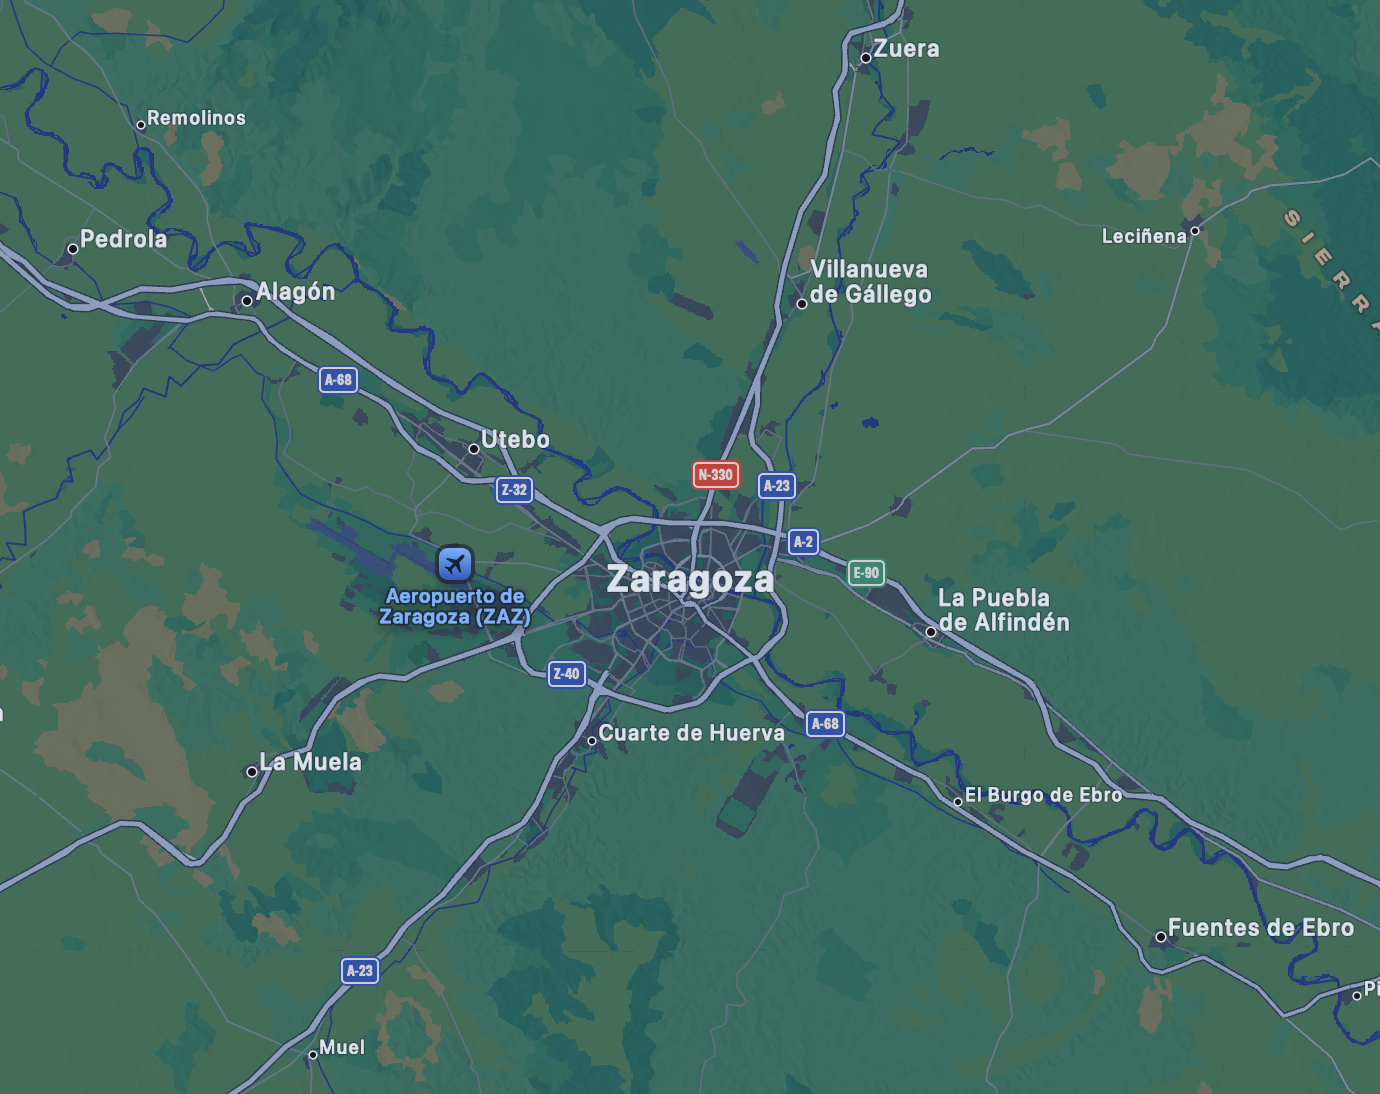 Zuera
Remolinos
Pedrola
Leciñena
SIERRA
Villanueva
de Gállego
Alagón
A-68
Utebo
N-330
A-23
Z-32
A-2
E-90
Zaragoza
Aeropuerto de
Zaragoza (ZAZ)
La Puebla
de Alfindén
Z-40
A-68
Cuarte de Huerva
La Muela
El Burgo de Ebro
Fuentes de Ebro
A-23
Pi
Muel